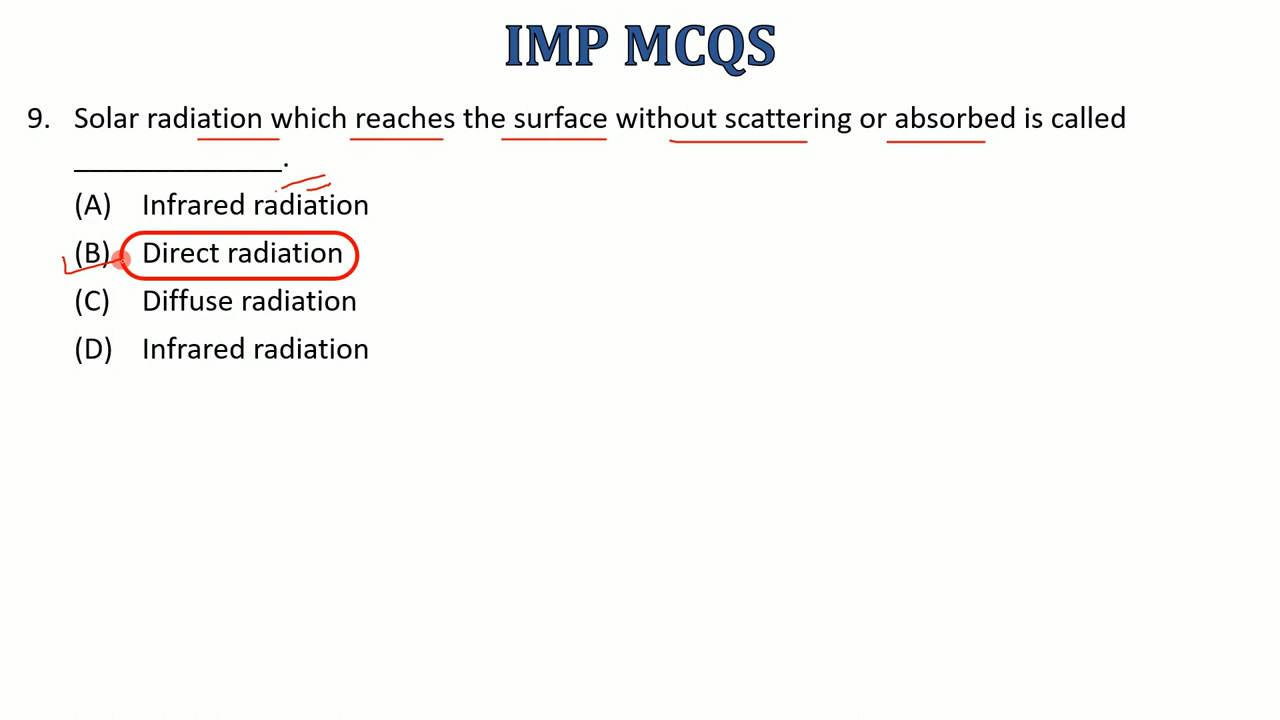 IMP MCQS
9. Solar radiation which reaches the surface without scattering or absorbed is called
_____________.
(A) Infrared radiation
(B) Direct radiation
(C) Diffuse radiation
(D) Infrared radiation